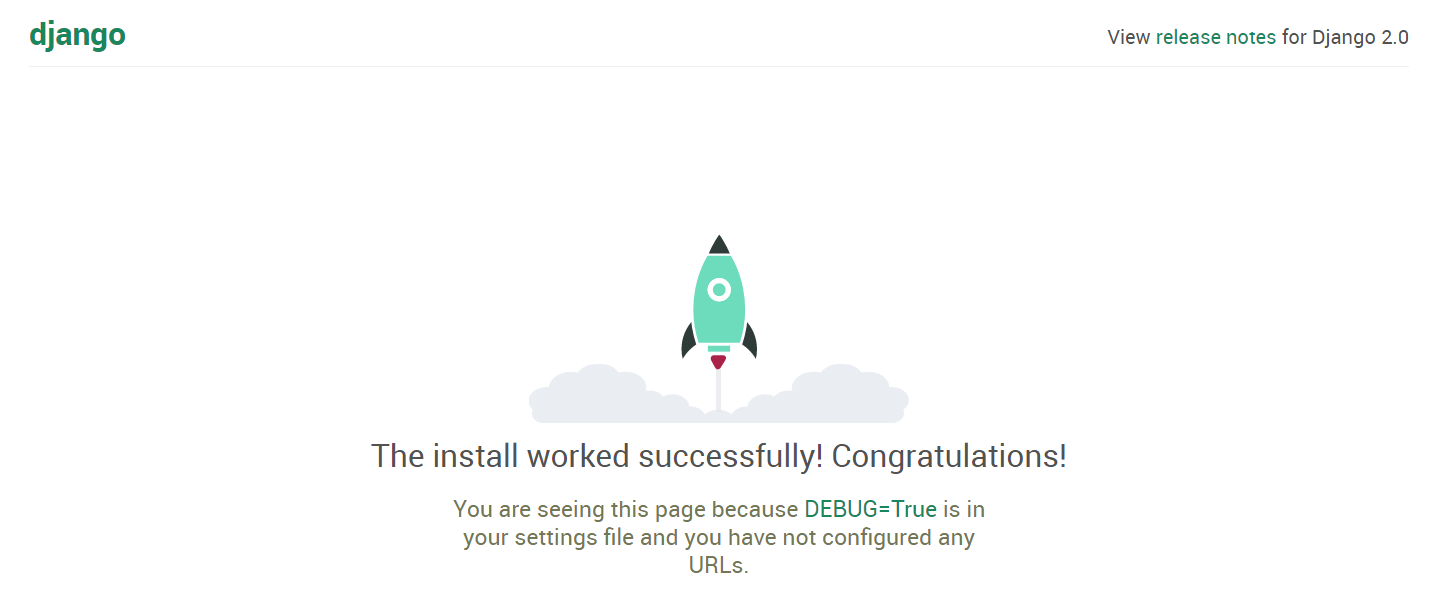 django
View release notes for Django 2.0
The install worked successfully! Congratulations!
You are seeing this page because DEBUG=True is in
your settings file and you have not configured any
URLs.